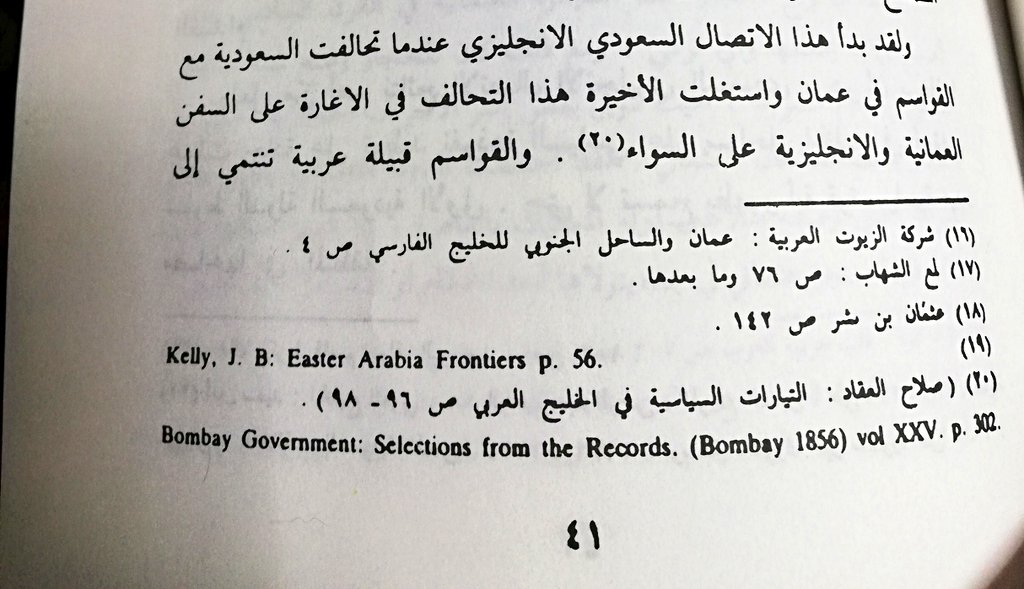 ولقد بدأ هذا الاتصال السعودي الانجليزي عندما تحالفت السعودية مع
القواسم في عمان واستغلت الأخيرة هذا التحالف في الاغارة على السفن
العمانية والانجليزية على السواء(٢٠) . والقواسم قبيلة عربية تنتمي إلى
(١٦) شركة الزيوت العربية : عمان والساحل الجنوبي للخليج الفارسي ص ٤ .
(١٧) لمع الشهاب : ص ٧٦ وما بعدها .
(١٨) عثمان بن بشر ص ١٤٢ .
(١٩)
Kelly, J. B: Easter Arabia Frontiers p. 56.
(٢٠) (صلاح العقاد : التيارات السياسية في الخليج العربي ص ٩٦ ـ ٩٨) .
Bombay Government: Selections from the Records. (Bombay 1856) vol XXV. p. 302.
٤١